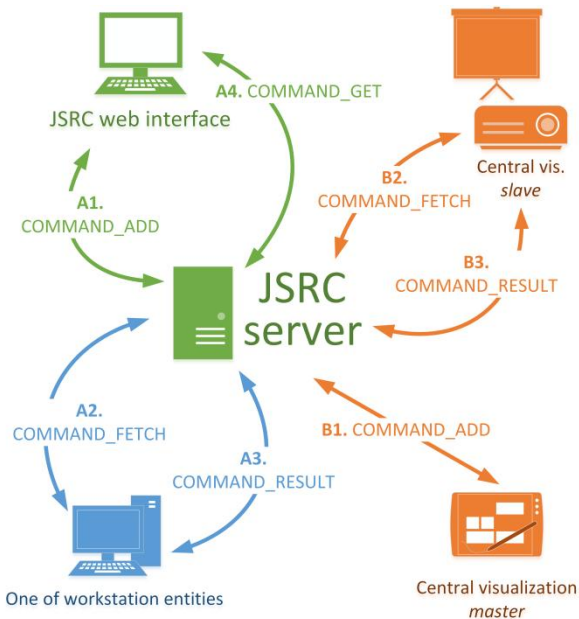 A4. COMMAND_GET
JSRC web interface
Central vis.
slave
A1.
COMMAND_ADD
B2.
COMMAND_FETCH
B3.
COMMAND_RESULT
JSRC
server
A2.
COMMAND_FETCH
B1. COMMAND_ADD
A3.
COMMAND_RESULT
One of workstation entities
Central visualization
master